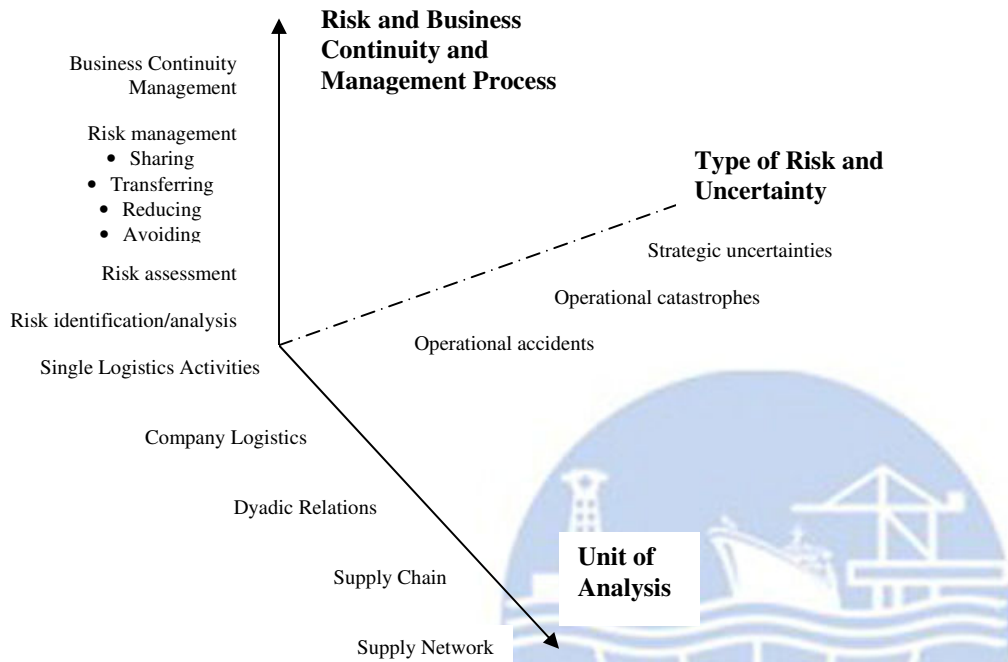 Risk and Business
Continuity and
Management Process
Business Continuity
Management
Risk management
• Sharing
• Transferring
• Reducing
• Avoiding
Risk assessment
Risk identification/analysis
Type of Risk and
Uncertainty
Strategic uncertainties
Operational catastrophes
Operational accidents
Single Logistics Activities
Company Logistics
Dyadic Relations
Supply Chain
Supply Network
Unit of
Analysis